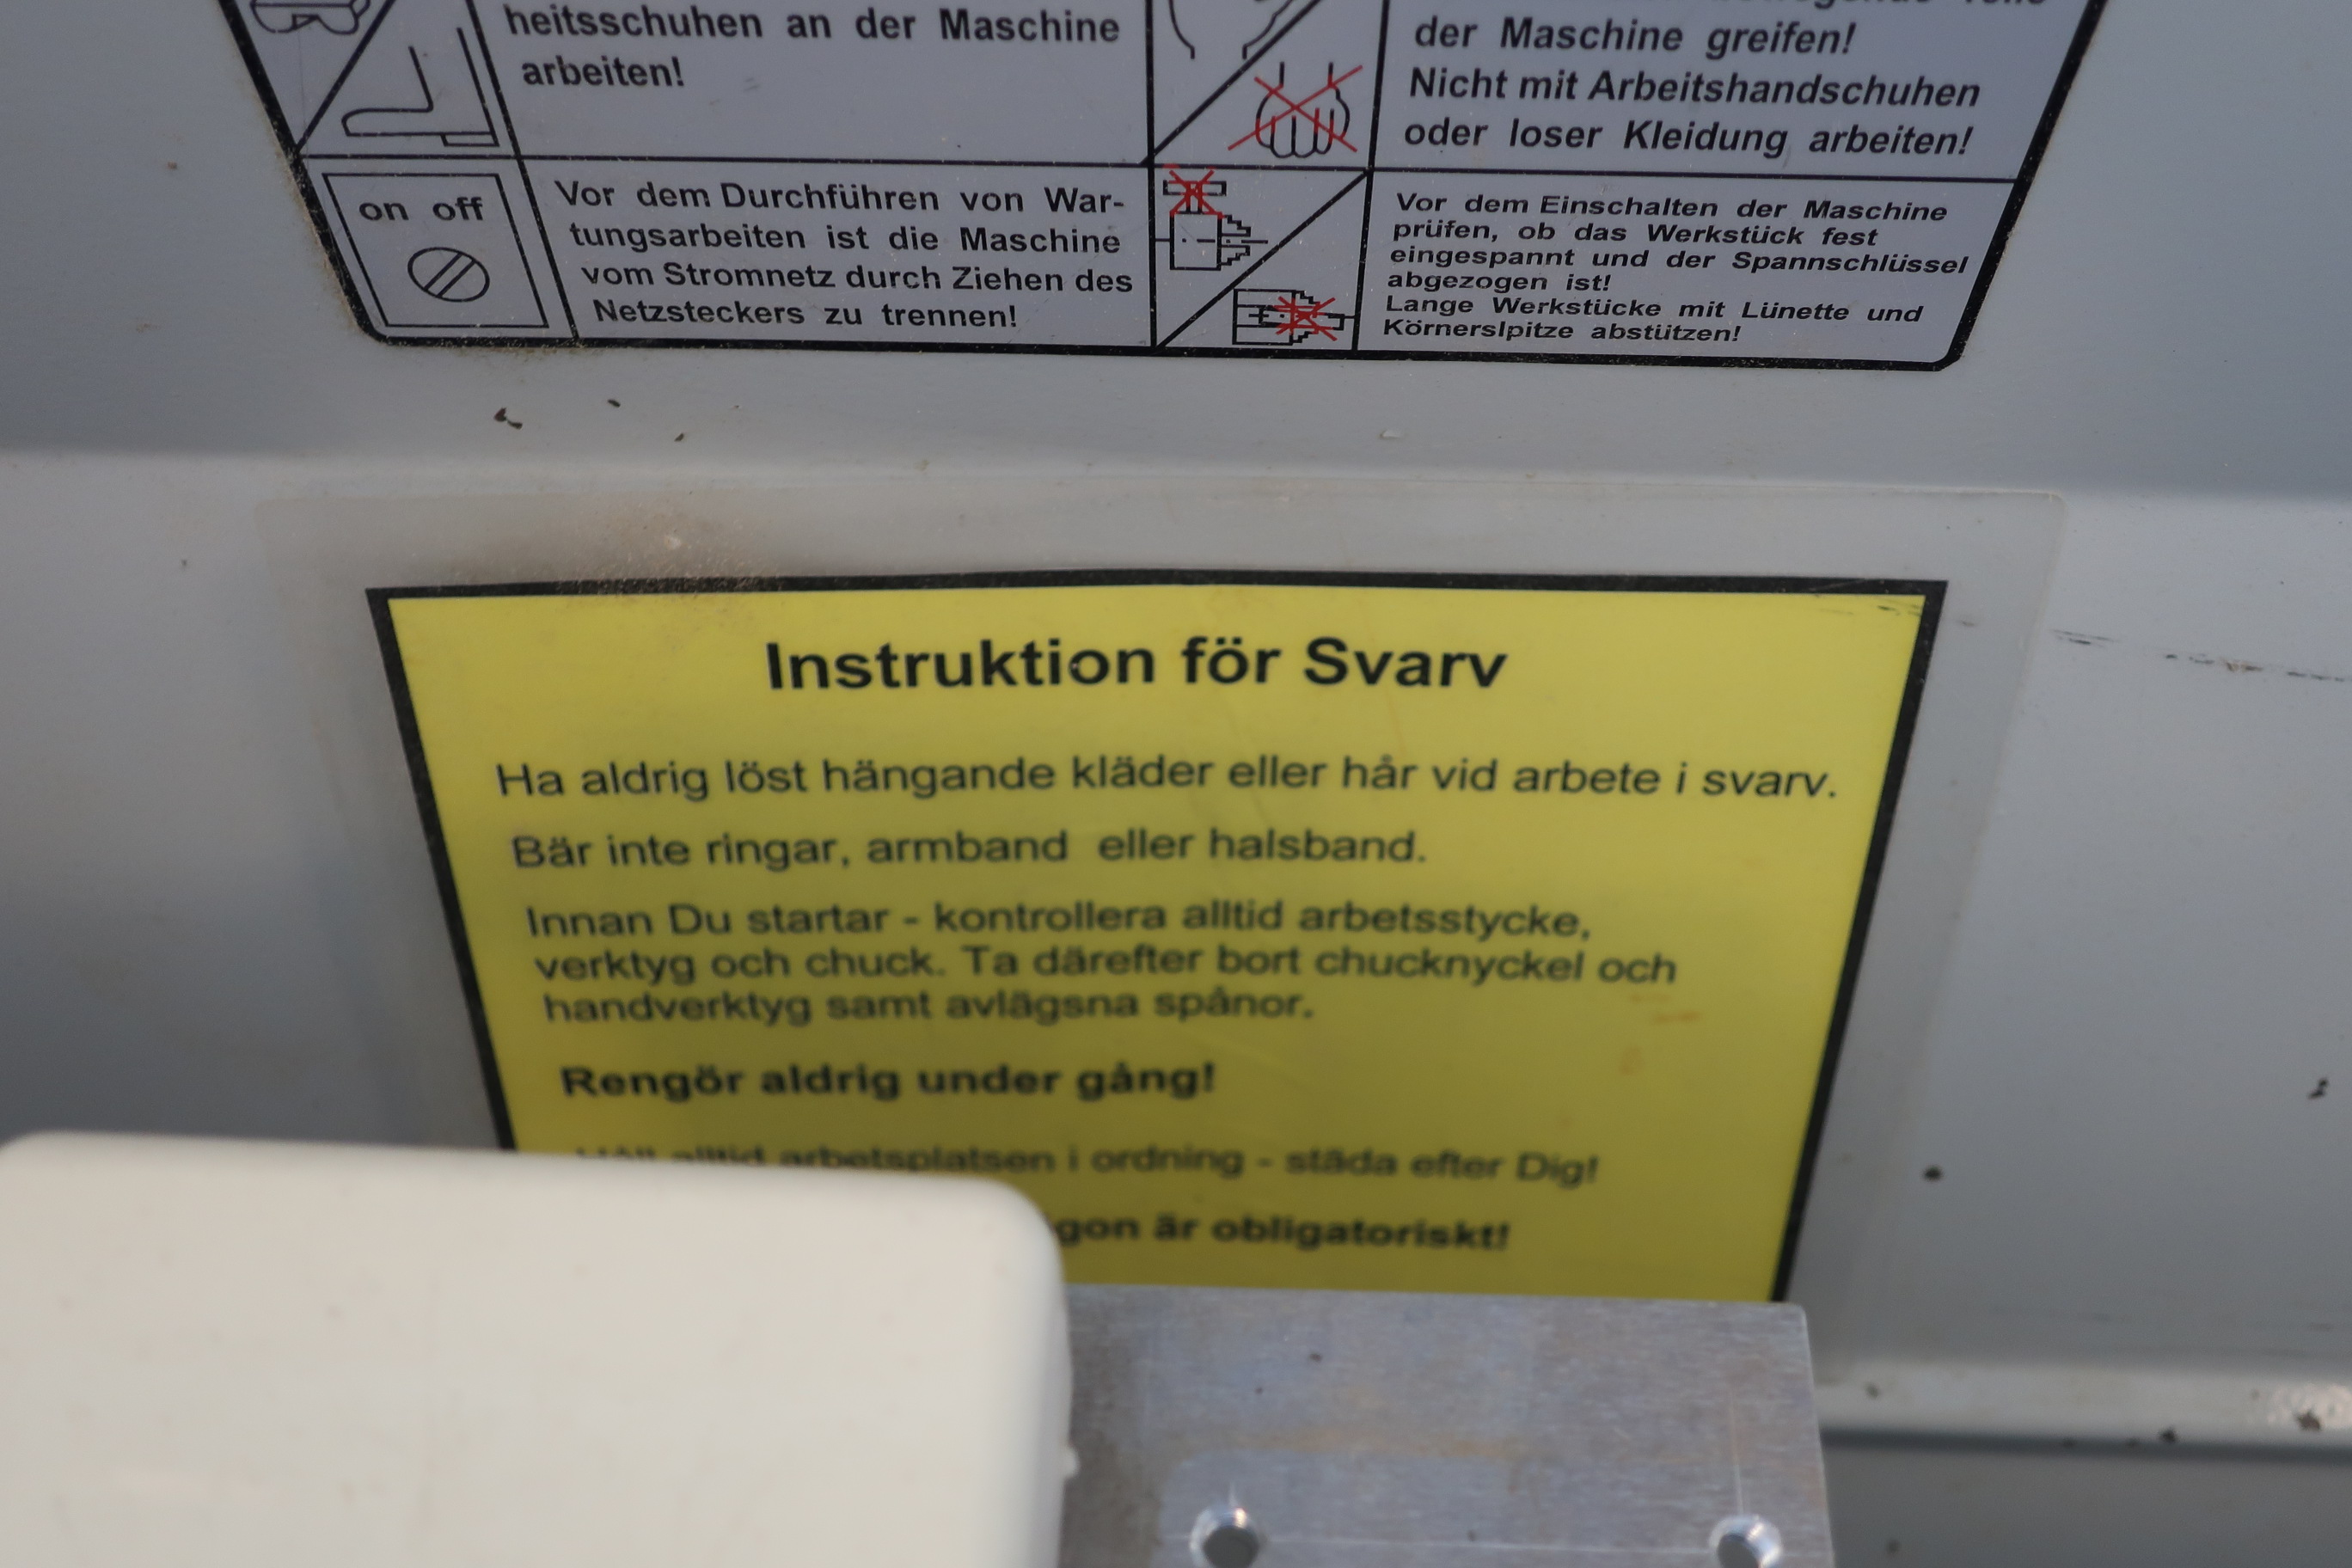 heitsschuhen an der Maschine
arbeiten!
der Maschine greifen!
Nicht mit Arbeitshandschuhen
oder loser Kleidung arbeiten!
on off
Vor dem Durchführen von War-
tungsarbeiten ist die Maschine
vom Stromnetz durch Ziehen des
Netzsteckers zu trennen!
Vor dem Einschalten der Maschine
prüfen, ob das Werkstück fest
eingespannt und der Spannschlüssel
abgezogen ist!
Lange Werkstücke mit Lünette und
Körnerslpitze abstützen!
Instruktion för Svarv
Ha aldrig löst hängande kläder eller hår vid arbete i svarv.
Bär inte ringar, armband eller halsband.
Innan Du startar - kontrollera alltid arbetsstycke,
verktyg och chuck. Ta därefter bort chucknyckel och
handverktyg samt avlägsna spånor.
Rengör aldrig under gång!
Håll alltid arbetsplatsen i ordning - städa efter Dig!
gon är obligatoriskt!